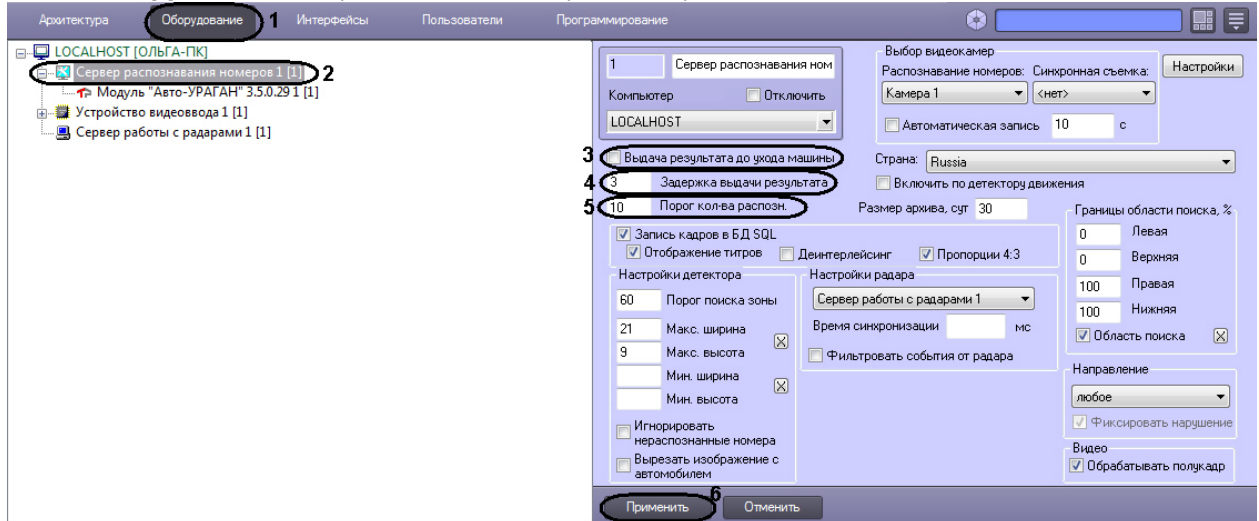 Архитектура Оборудование 1 Интерфейсы Пользователи Программирование
LOCALHOST [ОЛЬГА-ПК]
Сервер распознавания номеров 1 [1] 2
Модуль "Авто-УРАГАН" 3.5.0.29 1 [1]
Устройство видеоввода 1 [1]
Сервер работы с радарами 1 [1]
1 Сервер распознавания ном
Компьютер Отключить
LOCALHOST
Выбор видеокамер
Распознавание номеров: Синхронная съемка:
Камера 1 <нет>
Настройки
Автоматическая запись 10 с
3 Выдача результата до ухода машины
4 3 Задержка выдачи результата
5 10 Порог кол-ва распозн.
Страна: Russia
Включить по детектору движения
Размер архива, сут 30
Запись кадров в БД SQL
Отображение титров Деинтерлейсинг Пропорции 4:3
Границы области поиска, %
0 Левая
0 Верхняя
100 Правая
100 Нижняя
Область поиска
Настройки детектора
60 Порог поиска зоны
21 Макс. ширина
9 Макс. высота
Мин. ширина
Мин. высота
Игнорировать
нераспознанные номера
Вырезать изображение с
автомобилем
Настройки радара
Сервер работы с радарами 1
Время синхронизации мс
Фильтровать события от радара
Направление
любое
Фиксировать нарушение
Видео
Обрабатывать полукадр
Применить 6 Отменить